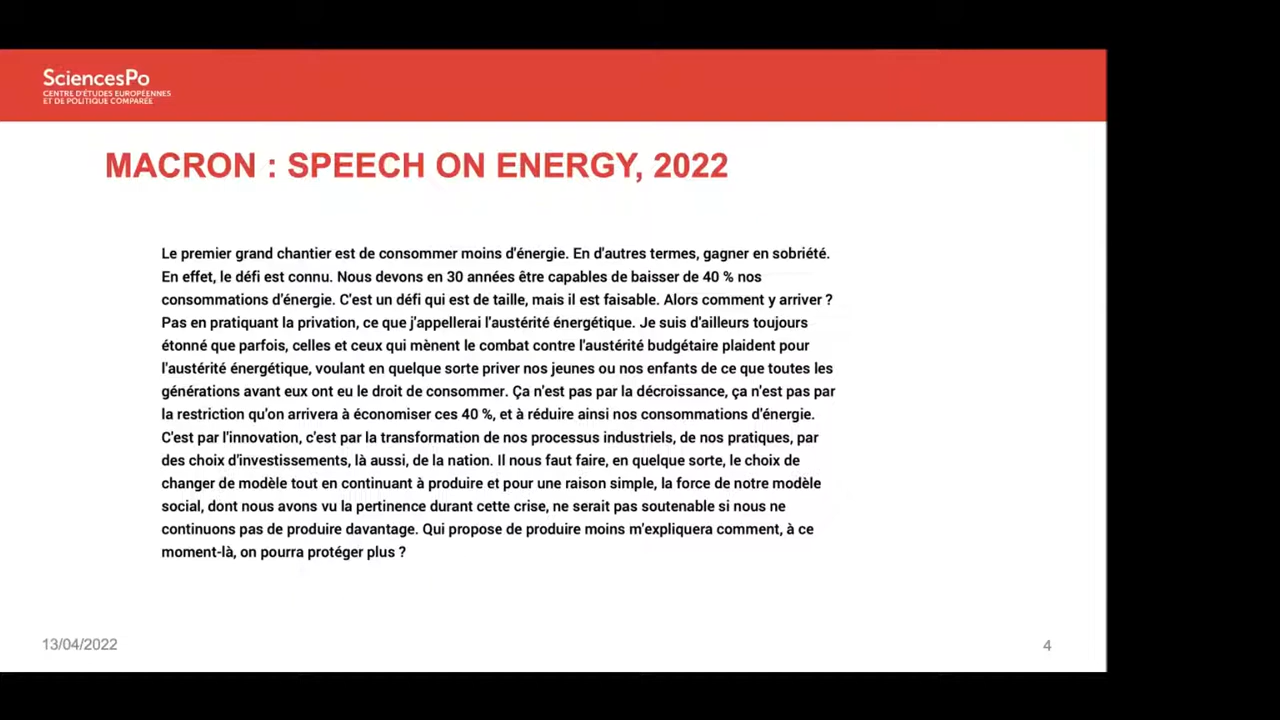 SciencesPo
CENTRE D'ÉTUDES EUROPÉENNES
ET DE POLITIQUE COMPARÉE
MACRON : SPEECH ON ENERGY, 2022
Le premier grand chantier est de consommer moins d'énergie. En d'autres termes, gagner en sobriété.
En effet, le défi est connu. Nous devons en 30 années être capables de baisser de 40 % nos
consommations d'énergie. C'est un défi qui est de taille, mais il est faisable. Alors comment y arriver ?
Pas en pratiquant la privation, ce que j'appellerai l'austérité énergétique. Je suis d'ailleurs toujours
étonné que parfois, celles et ceux qui mènent le combat contre l'austérité budgétaire plaident pour
l'austérité énergétique, voulant en quelque sorte priver nos jeunes ou nos enfants de ce que toutes les
générations avant eux ont eu le droit de consommer. Ça n'est pas par la décroissance, ça n'est pas par
la restriction qu'on arrivera à économiser ces 40 %, et à réduire ainsi nos consommations d'énergie.
C'est par l'innovation, c'est par la transformation de nos processus industriels, de nos pratiques, par
des choix d'investissements, là aussi, de la nation. Il nous faut faire, en quelque sorte, le choix de
changer de modèle tout en continuant à produire et pour une raison simple, la force de notre modèle
social, dont nous avons vu la pertinence durant cette crise, ne serait pas soutenable si nous ne
continuons pas de produire davantage. Qui propose de produire moins m'expliquera comment, à ce
moment-là, on pourra protéger plus ?
13/04/2022
4